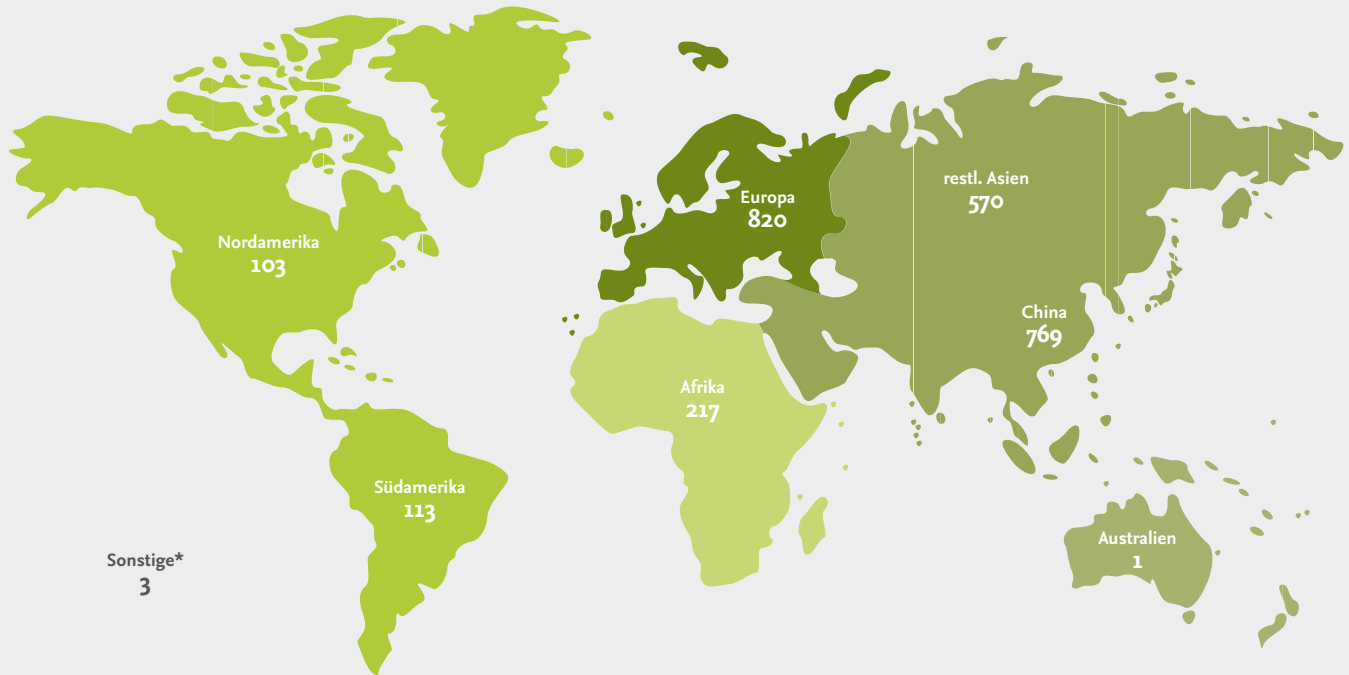 restl. Asien
570
Europa
820
Nordamerika
103
China
769
Afrika
217
Südamerika
113
Australien
1
Sonstige*
3